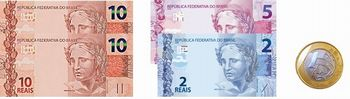 REPÚBLICA FEDERATIVA DO BRASIL 10
REPÚBLICA FEDERATIVA DO BRASIL 10
10
REAIS
REPÚBLICA FEDERATIVA DO BRASIL 5
REPÚBLICA FEDERATIVA DO BRASIL 2
2
REAIS